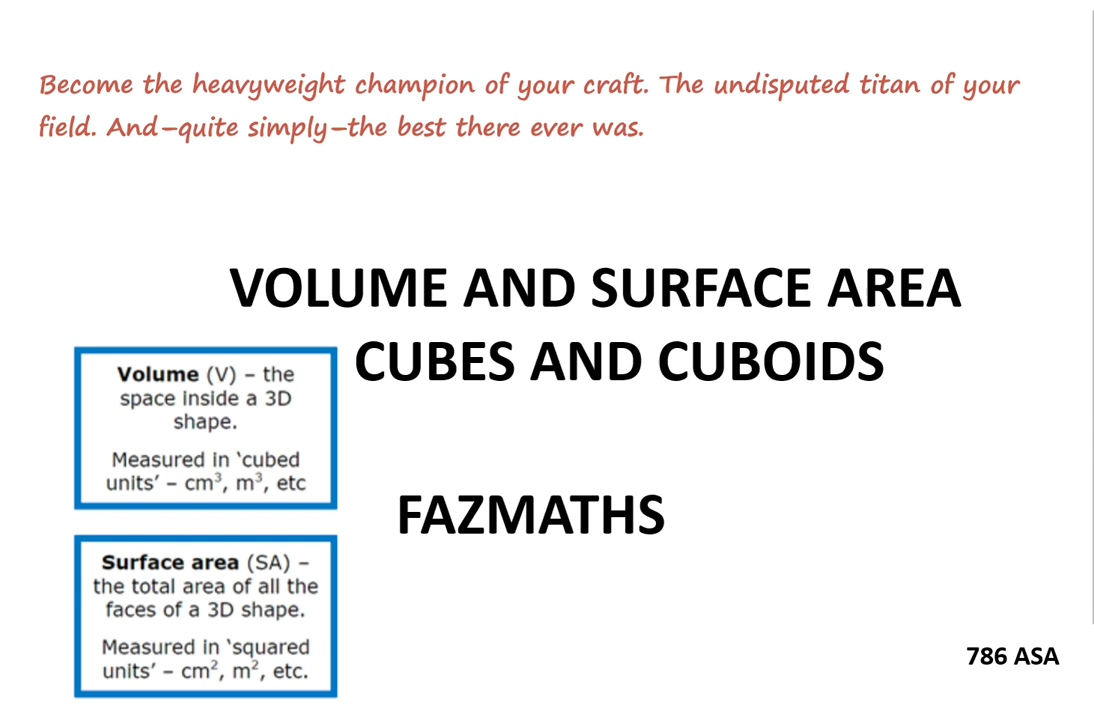 Become the heavyweight champion of your craft. The undisputed titan of your
field. And–quite simply–the best there ever was.
VOLUME AND SURFACE AREA
CUBES AND CUBOIDS
Volume (V) – the
space inside a 3D
shape.
Measured in ‘cubed
units’ – cm³, m³, etc
FAZMATHS
Surface area (SA) –
the total area of all the
faces of a 3D shape.
Measured in ‘squared
units’ – cm², m², etc.
786 ASA